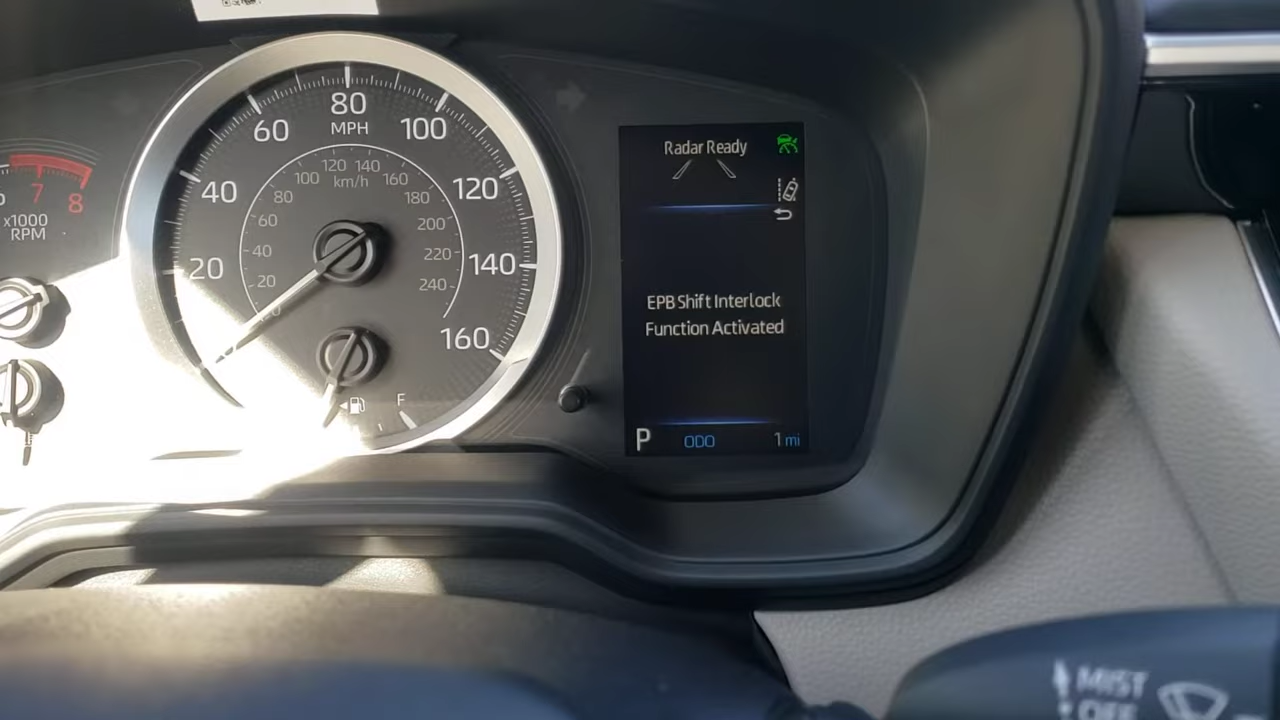 80
MPH
60
100
40
120
20
140
160
120 140
km/h
100
160
80
180
60
200
40
220
20
240
7
8
x1000
RPM
F
Radar Ready
EPB Shift Interlock
Function Activated
P ODO 1 mi
MIST
OFF